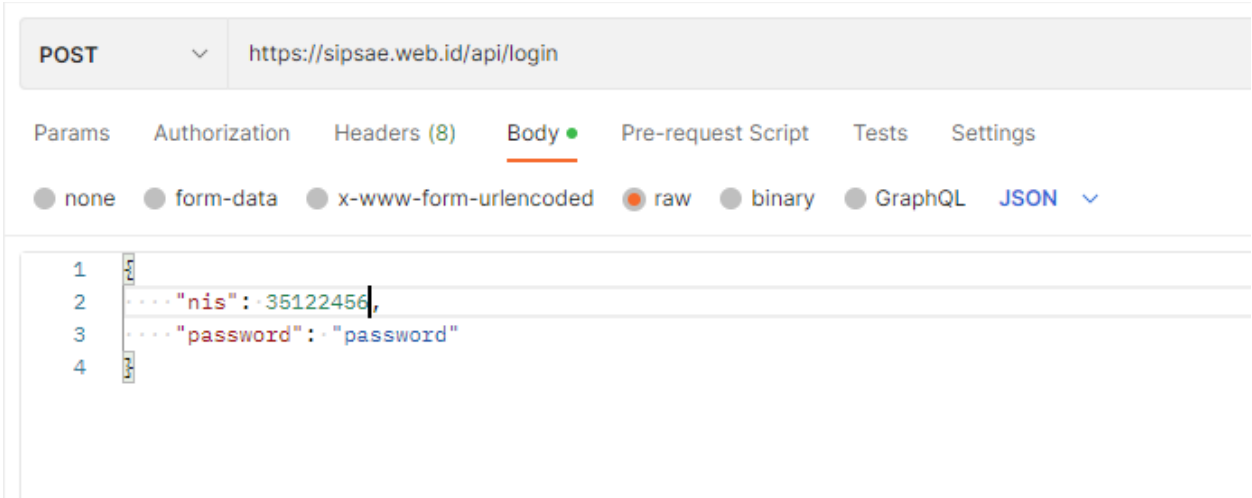 POST https://sipsae.web.id/api/login
Params Authorization Headers (8) Body Pre-request Script Tests Settings
none form-data x-www-form-urlencoded raw binary GraphQL JSON
1 {
2 "nis": 35122456,
3 "password": "password"
4 }